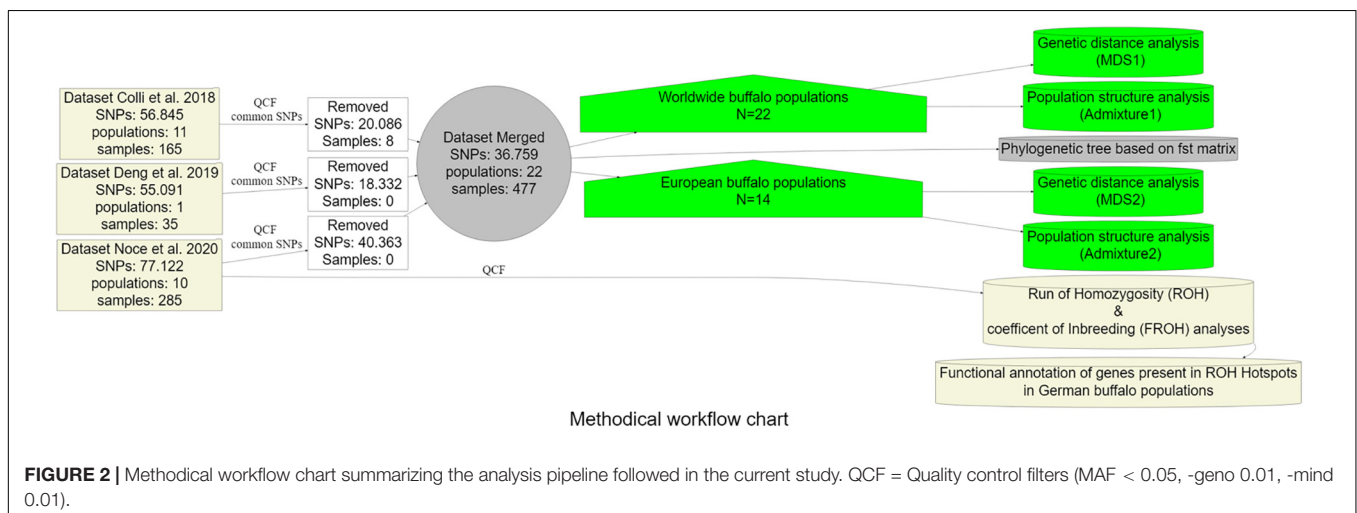 Dataset Colli et al. 2018
SNPs: 56.845
populations: 11
samples: 165
Dataset Deng et al. 2019
SNPs: 55.091
populations: 1
samples: 35
Dataset Noce et al. 2020
SNPs: 77.122
populations: 10
samples: 285
QCF
common SNPs
QCF
common SNPs
QCF
common SNPs
QCF
Removed
SNPs: 20.086
Samples: 8
Removed
SNPs: 18.332
Samples: 0
Removed
SNPs: 40.363
Samples: 0
Dataset Merged
SNPs: 36.759
populations: 22
samples: 477
Worldwide buffalo populations
N=22
European buffalo populations
N=14
Genetic distance analysis
(MDS1)
Population structure analysis
(Admixture1)
Phylogenetic tree based on fst matrix
Genetic distance analysis
(MDS2)
Population structure analysis
(Admixture2)
Run of Homozygosity (ROH)
&
coefficent of Inbreeding (FROH) analyses
Functional annotation of genes present in ROH Hotspots
in German buffalo populations
Methodical workflow chart
FIGURE 2 | Methodical workflow chart summarizing the analysis pipeline followed in the current study. QCF = Quality control filters (MAF < 0.05, -geno 0.01, -mind
0.01).